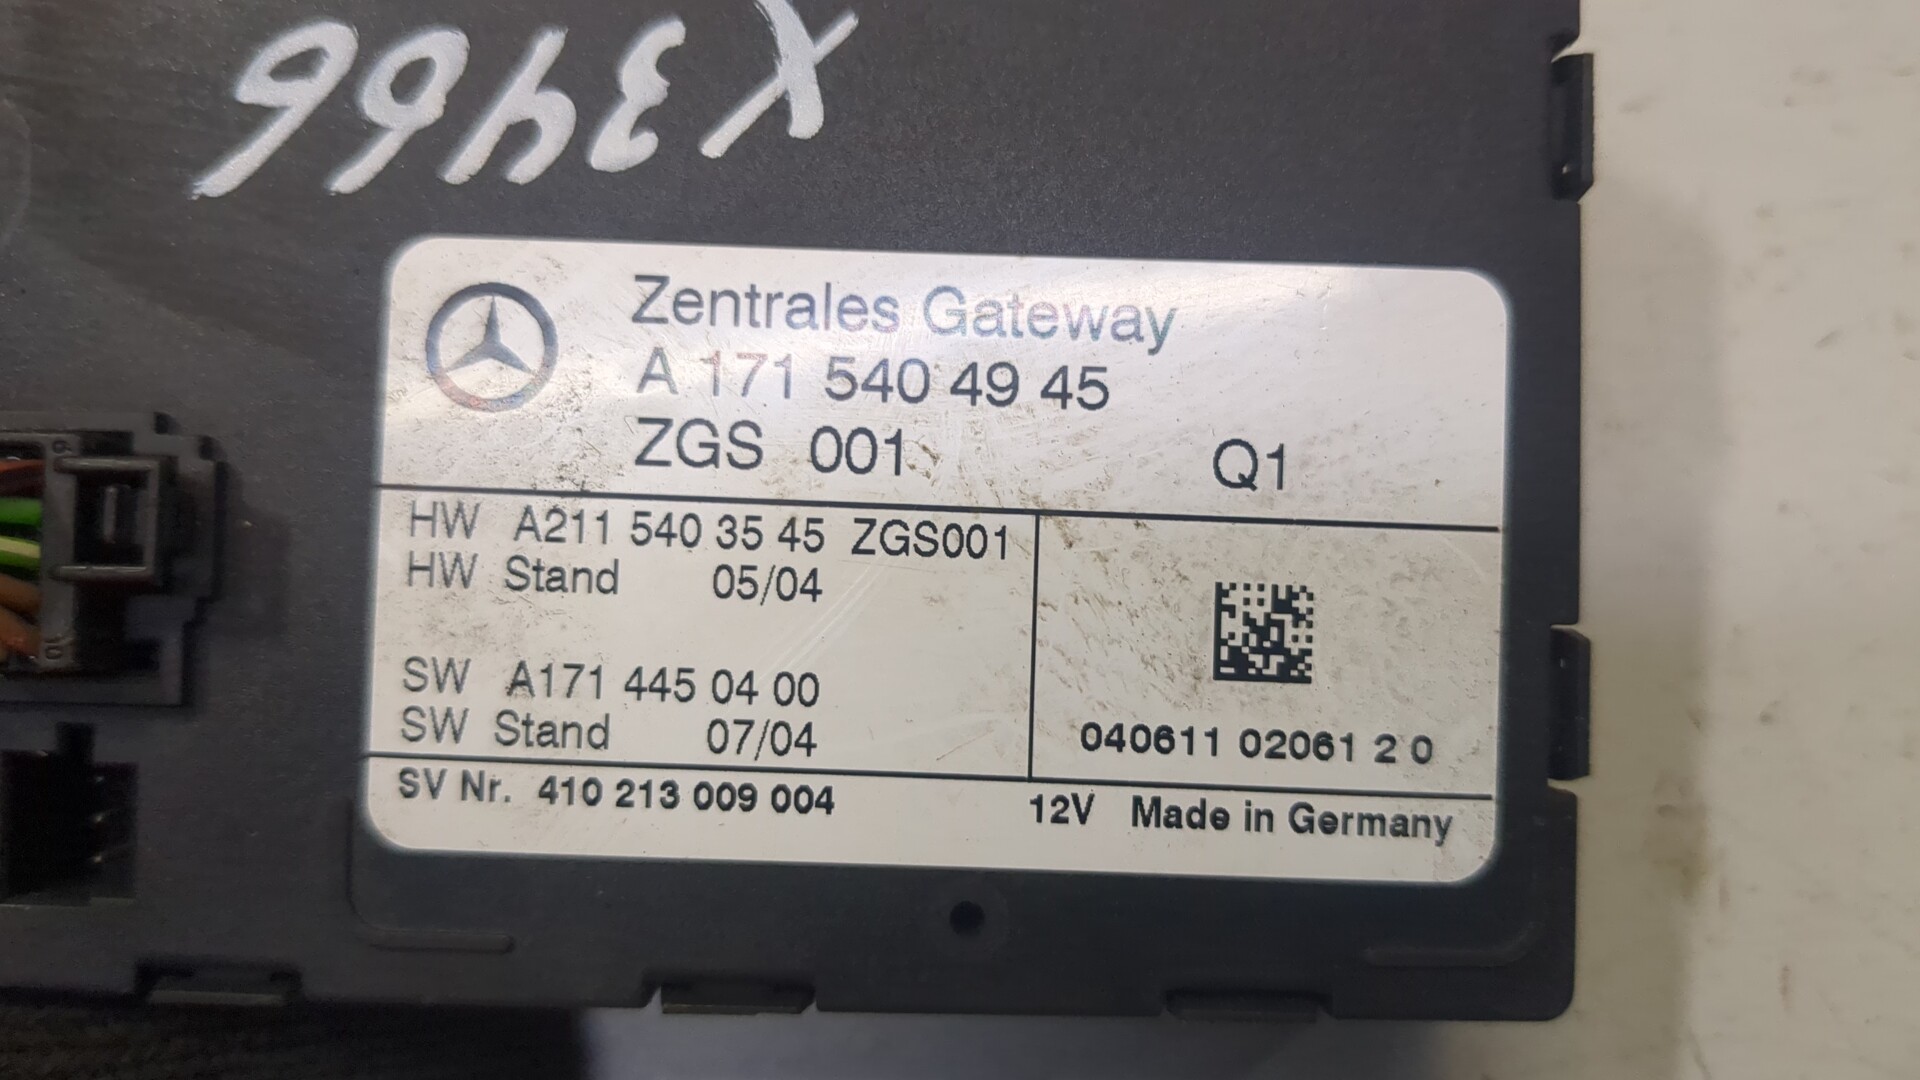 X3466
Zentrales Gateway
A 171 540 49 45
ZGS 001 Q1
HW A211 540 35 45 ZGS001
HW Stand 05/04
SW A171 445 04 00
SW Stand 07/04
040611 02061 2 0
SV Nr. 410 213 009 004
12V Made in Germany
6
10